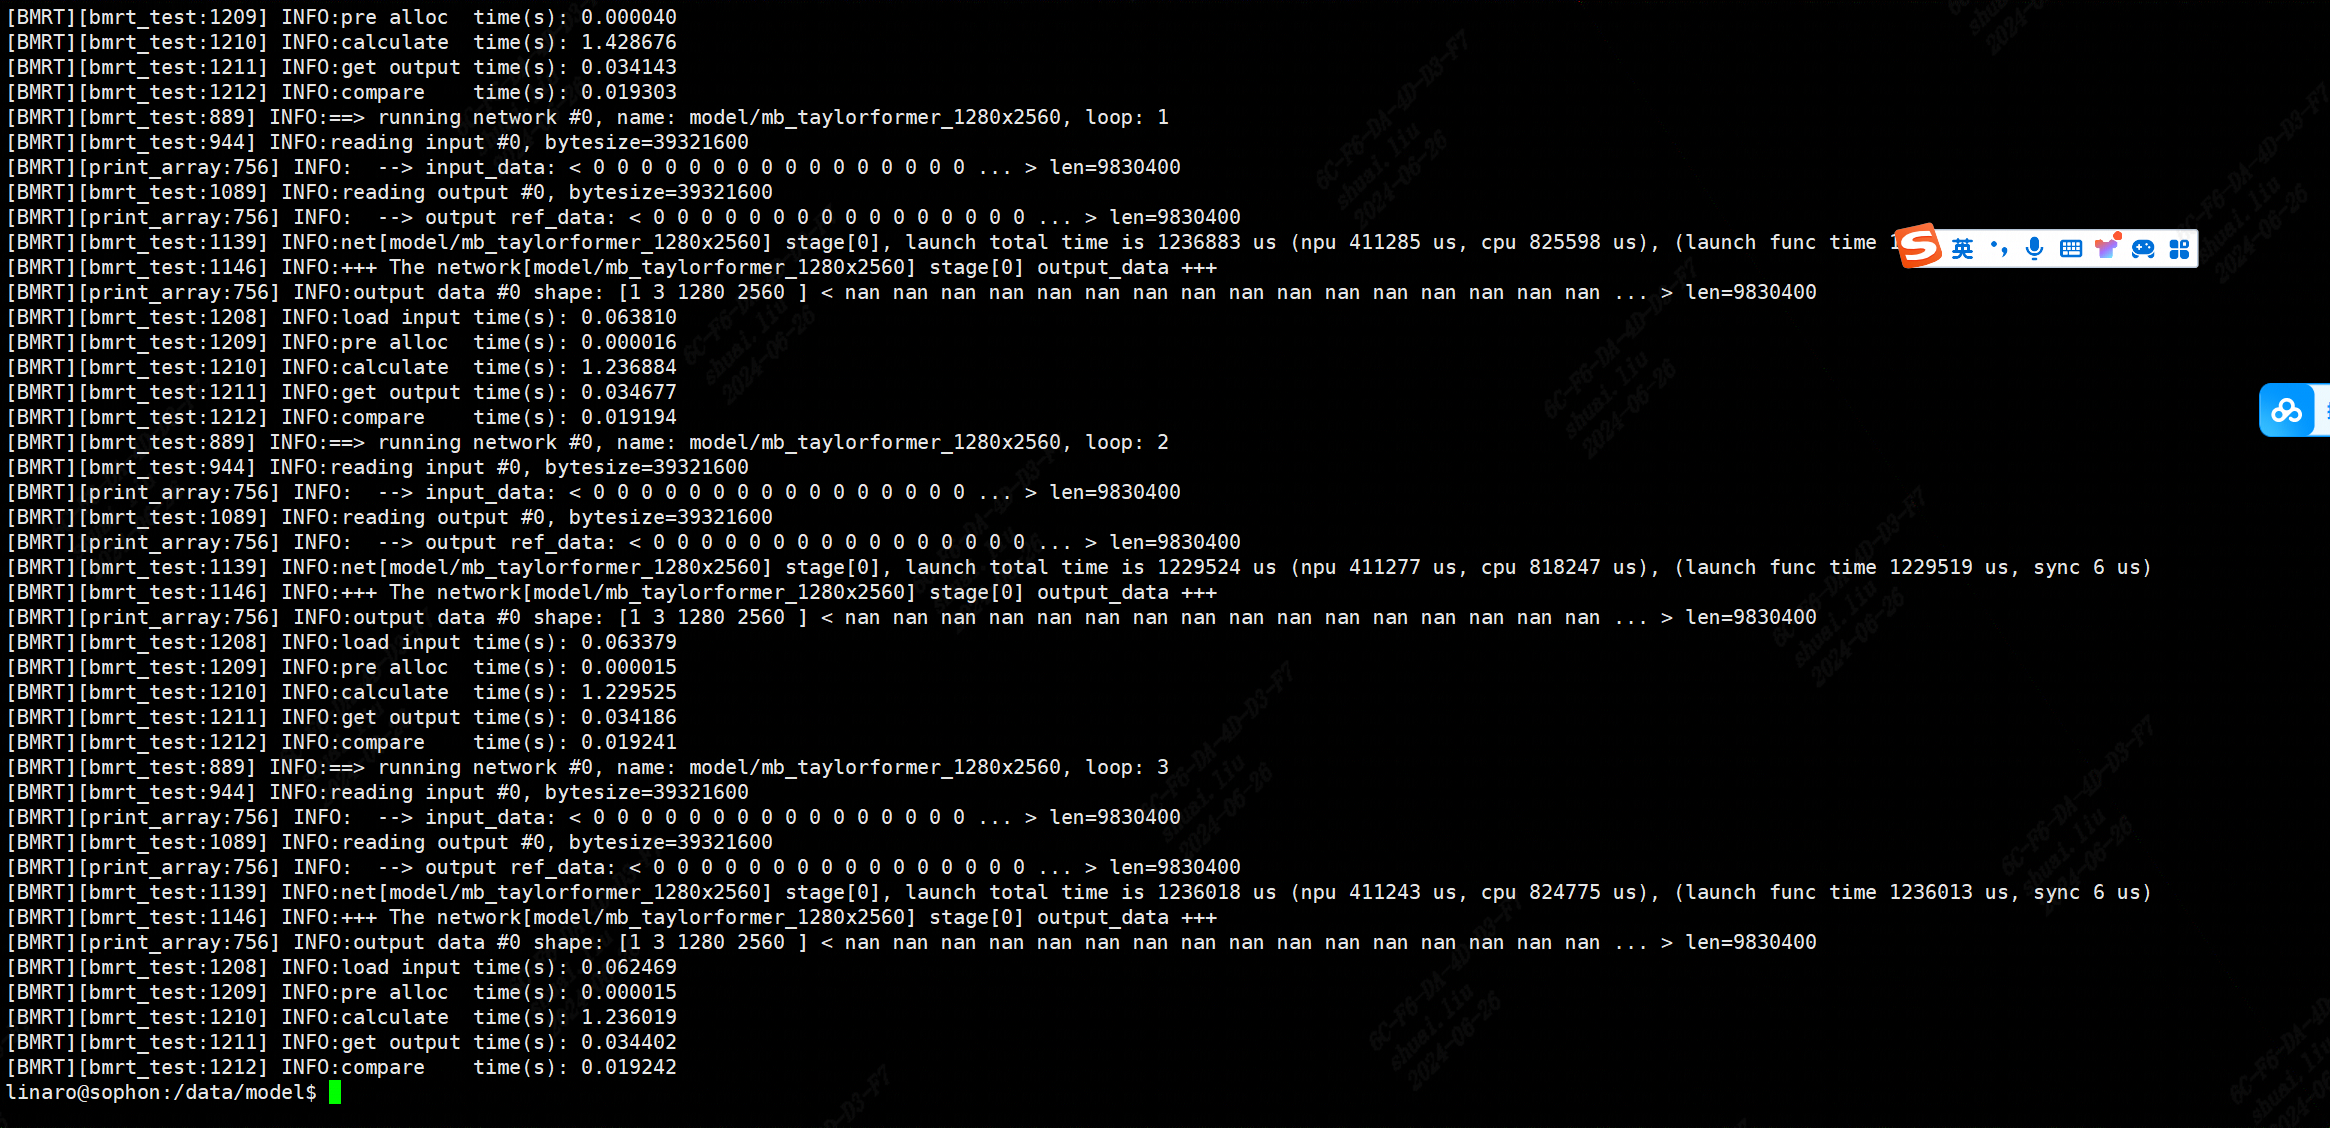 [BMRT][bmrt_test:1209] INFO:pre alloc  time(s): 0.000040
[BMRT][bmrt_test:1210] INFO:calculate  time(s): 1.428676
[BMRT][bmrt_test:1211] INFO:get output time(s): 0.034143
[BMRT][bmrt_test:1212] INFO:compare    time(s): 0.019303
[BMRT][bmrt_test:889] INFO:==> running network #0, name: model/mb_taylorformer_1280x2560, loop: 1
[BMRT][bmrt_test:944] INFO:reading input #0, bytesize=39321600
[BMRT][print_array:756] INFO:  --> input_data: < 0 0 0 0 0 0 0 0 0 0 0 0 0 0 0 0 ... > len=9830400
[BMRT][bmrt_test:1089] INFO:reading output #0, bytesize=39321600
[BMRT][print_array:756] INFO:  --> output ref_data: < 0 0 0 0 0 0 0 0 0 0 0 0 0 0 0 0 ... > len=9830400
[BMRT][bmrt_test:1139] INFO:net[model/mb_taylorformer_1280x2560] stage[0], launch total time is 1236883 us (npu 411285 us, cpu 825598 us), (launch func time 1
英
[BMRT][bmrt_test:1146] INFO:+++ The network[model/mb_taylorformer_1280x2560] stage[0] output_data +++
[BMRT][print_array:756] INFO:output data #0 shape: [1 3 1280 2560 ] < nan nan nan nan nan nan nan nan nan nan nan nan nan nan nan nan ... > len=9830400
[BMRT][bmrt_test:1208] INFO:load input time(s): 0.063810
[BMRT][bmrt_test:1209] INFO:pre alloc  time(s): 0.000016
[BMRT][bmrt_test:1210] INFO:calculate  time(s): 1.236884
[BMRT][bmrt_test:1211] INFO:get output time(s): 0.034677
[BMRT][bmrt_test:1212] INFO:compare    time(s): 0.019194
[BMRT][bmrt_test:889] INFO:==> running network #0, name: model/mb_taylorformer_1280x2560, loop: 2
[BMRT][bmrt_test:944] INFO:reading input #0, bytesize=39321600
[BMRT][print_array:756] INFO:  --> input_data: < 0 0 0 0 0 0 0 0 0 0 0 0 0 0 0 0 ... > len=9830400
[BMRT][bmrt_test:1089] INFO:reading output #0, bytesize=39321600
[BMRT][print_array:756] INFO:  --> output ref_data: < 0 0 0 0 0 0 0 0 0 0 0 0 0 0 0 0 ... > len=9830400
[BMRT][bmrt_test:1139] INFO:net[model/mb_taylorformer_1280x2560] stage[0], launch total time is 1229524 us (npu 411277 us, cpu 818247 us), (launch func time 1229519 us, sync 6 us)
[BMRT][bmrt_test:1146] INFO:+++ The network[model/mb_taylorformer_1280x2560] stage[0] output_data +++
[BMRT][print_array:756] INFO:output data #0 shape: [1 3 1280 2560 ] < nan nan nan nan nan nan nan nan nan nan nan nan nan nan nan nan ... > len=9830400
[BMRT][bmrt_test:1208] INFO:load input time(s): 0.063379
[BMRT][bmrt_test:1209] INFO:pre alloc  time(s): 0.000015
[BMRT][bmrt_test:1210] INFO:calculate  time(s): 1.229525
[BMRT][bmrt_test:1211] INFO:get output time(s): 0.034186
[BMRT][bmrt_test:1212] INFO:compare    time(s): 0.019241
[BMRT][bmrt_test:889] INFO:==> running network #0, name: model/mb_taylorformer_1280x2560, loop: 3
[BMRT][bmrt_test:944] INFO:reading input #0, bytesize=39321600
[BMRT][print_array:756] INFO:  --> input_data: < 0 0 0 0 0 0 0 0 0 0 0 0 0 0 0 0 ... > len=9830400
[BMRT][bmrt_test:1089] INFO:reading output #0, bytesize=39321600
[BMRT][print_array:756] INFO:  --> output ref_data: < 0 0 0 0 0 0 0 0 0 0 0 0 0 0 0 0 ... > len=9830400
[BMRT][bmrt_test:1139] INFO:net[model/mb_taylorformer_1280x2560] stage[0], launch total time is 1236018 us (npu 411243 us, cpu 824775 us), (launch func time 1236013 us, sync 6 us)
[BMRT][bmrt_test:1146] INFO:+++ The network[model/mb_taylorformer_1280x2560] stage[0] output_data +++
[BMRT][print_array:756] INFO:output data #0 shape: [1 3 1280 2560 ] < nan nan nan nan nan nan nan nan nan nan nan nan nan nan nan nan ... > len=9830400
[BMRT][bmrt_test:1208] INFO:load input time(s): 0.062469
[BMRT][bmrt_test:1209] INFO:pre alloc  time(s): 0.000015
[BMRT][bmrt_test:1210] INFO:calculate  time(s): 1.236019
[BMRT][bmrt_test:1211] INFO:get output time(s): 0.034402
[BMRT][bmrt_test:1212] INFO:compare    time(s): 0.019242
linaro@sophon:/data/model$
6C-F6-DA-4D-D3-F7
shuai.liu
2024-06-26